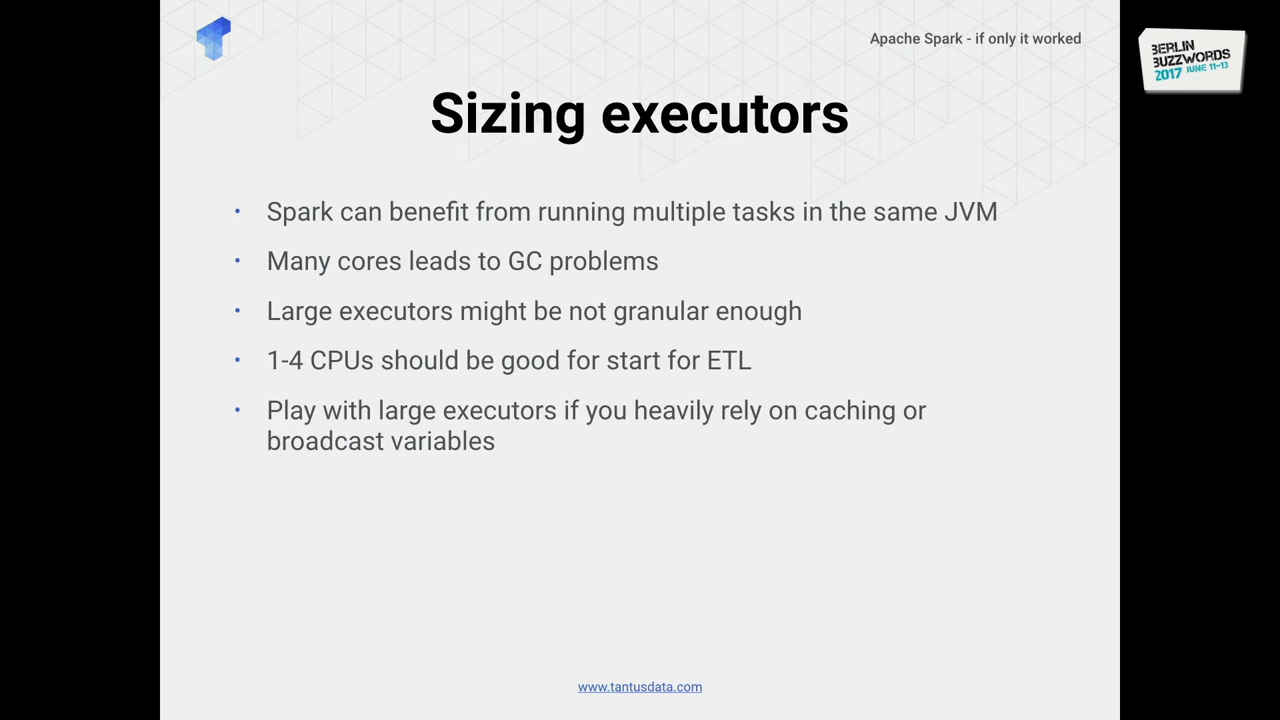 Apache Spark - if only it worked
BERLIN
BUZZWORDS
2017 JUNE 11-13
Sizing executors
• Spark can benefit from running multiple tasks in the same JVM
• Many cores leads to GC problems
• Large executors might be not granular enough
• 1-4 CPUs should be good for start for ETL
• Play with large executors if you heavily rely on caching or
broadcast variables
www.tantusdata.com